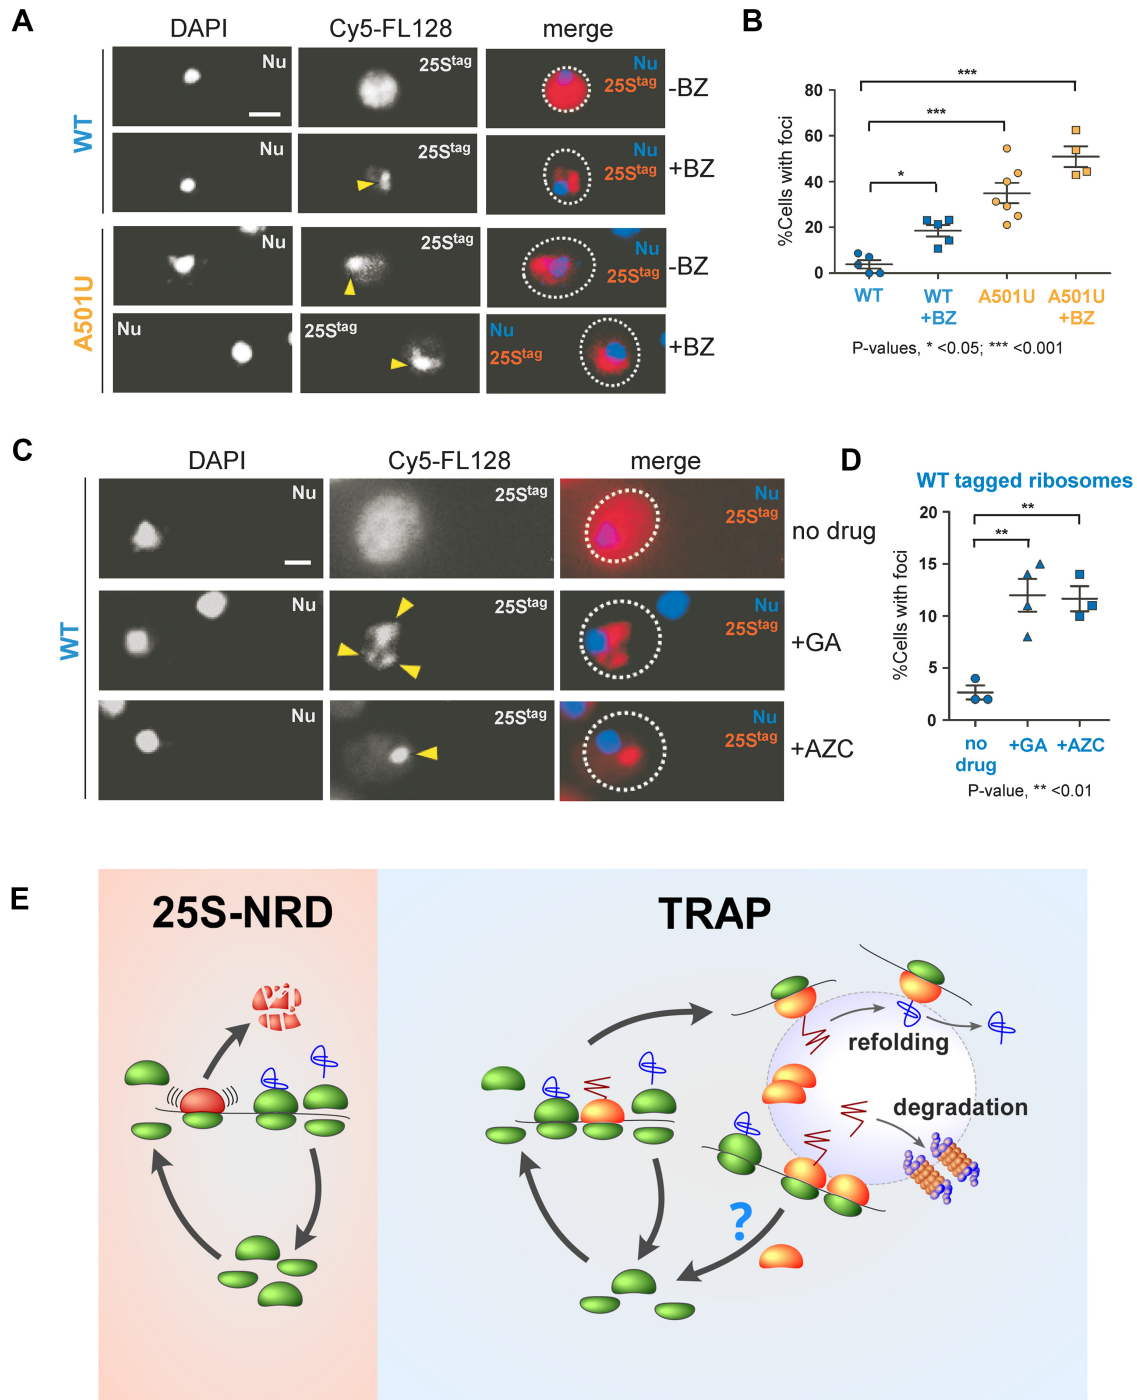 A
DAPI
Cy5-FL128
merge
WT
Nu
25Stag
Nu
25Stag
-BZ
Nu
25Stag
Nu
25Stag
+BZ
A501U
Nu
25Stag
Nu
25Stag
-BZ
Nu
25Stag
Nu
25Stag
+BZ
B
%Cells with foci
80
60
40
20
0
***
***
*
WT
WT
+BZ
A501U
A501U
+BZ
P-values, * <0.05; *** <0.001
C
DAPI
Cy5-FL128
merge
WT
Nu
25Stag
Nu
25Stag
no drug
Nu
25Stag
Nu
25Stag
+GA
Nu
25Stag
Nu
25Stag
+AZC
D
WT tagged ribosomes
%Cells with foci
20
15
10
5
0
**
**
no
drug
+GA
+AZC
P-value, ** <0.01
E
25S-NRD
TRAP
refolding
degradation
?